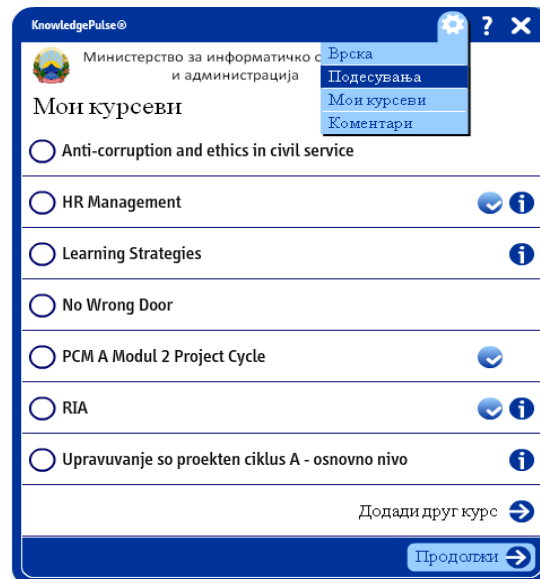 KnowledgePulse®
?
Министерство за информатичко
и администрација
Врска
Подесувања
Мои курсеви
Коментари
Мои курсеви
Anti-corruption and ethics in civil service
HR Management
Learning Strategies
No Wrong Door
PCM A Modul 2 Project Cycle
RIA
Upravuvanje so proekten ciklus A - osnovno nivo
Додади друг курс
Продолжи